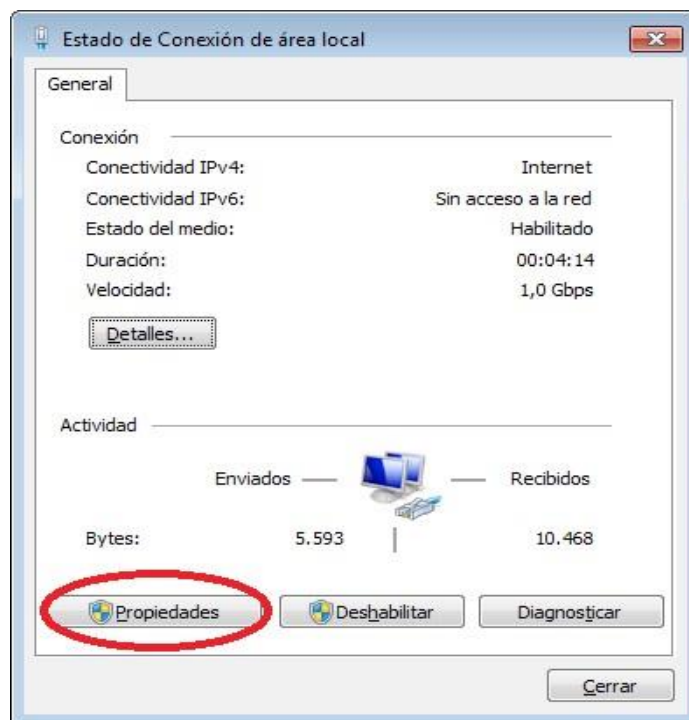 Estado de Conexión de área local
General
Conexión
Conectividad IPv4: Internet
Conectividad IPv6: Sin acceso a la red
Estado del medio: Habilitado
Duración: 00:04:14
Velocidad: 1,0 Gbps
Detalles...
Actividad
Enviados Recibidos
Bytes: 5.593 10.468
Propiedades Deshabilitar Diagnosticar
Cerrar